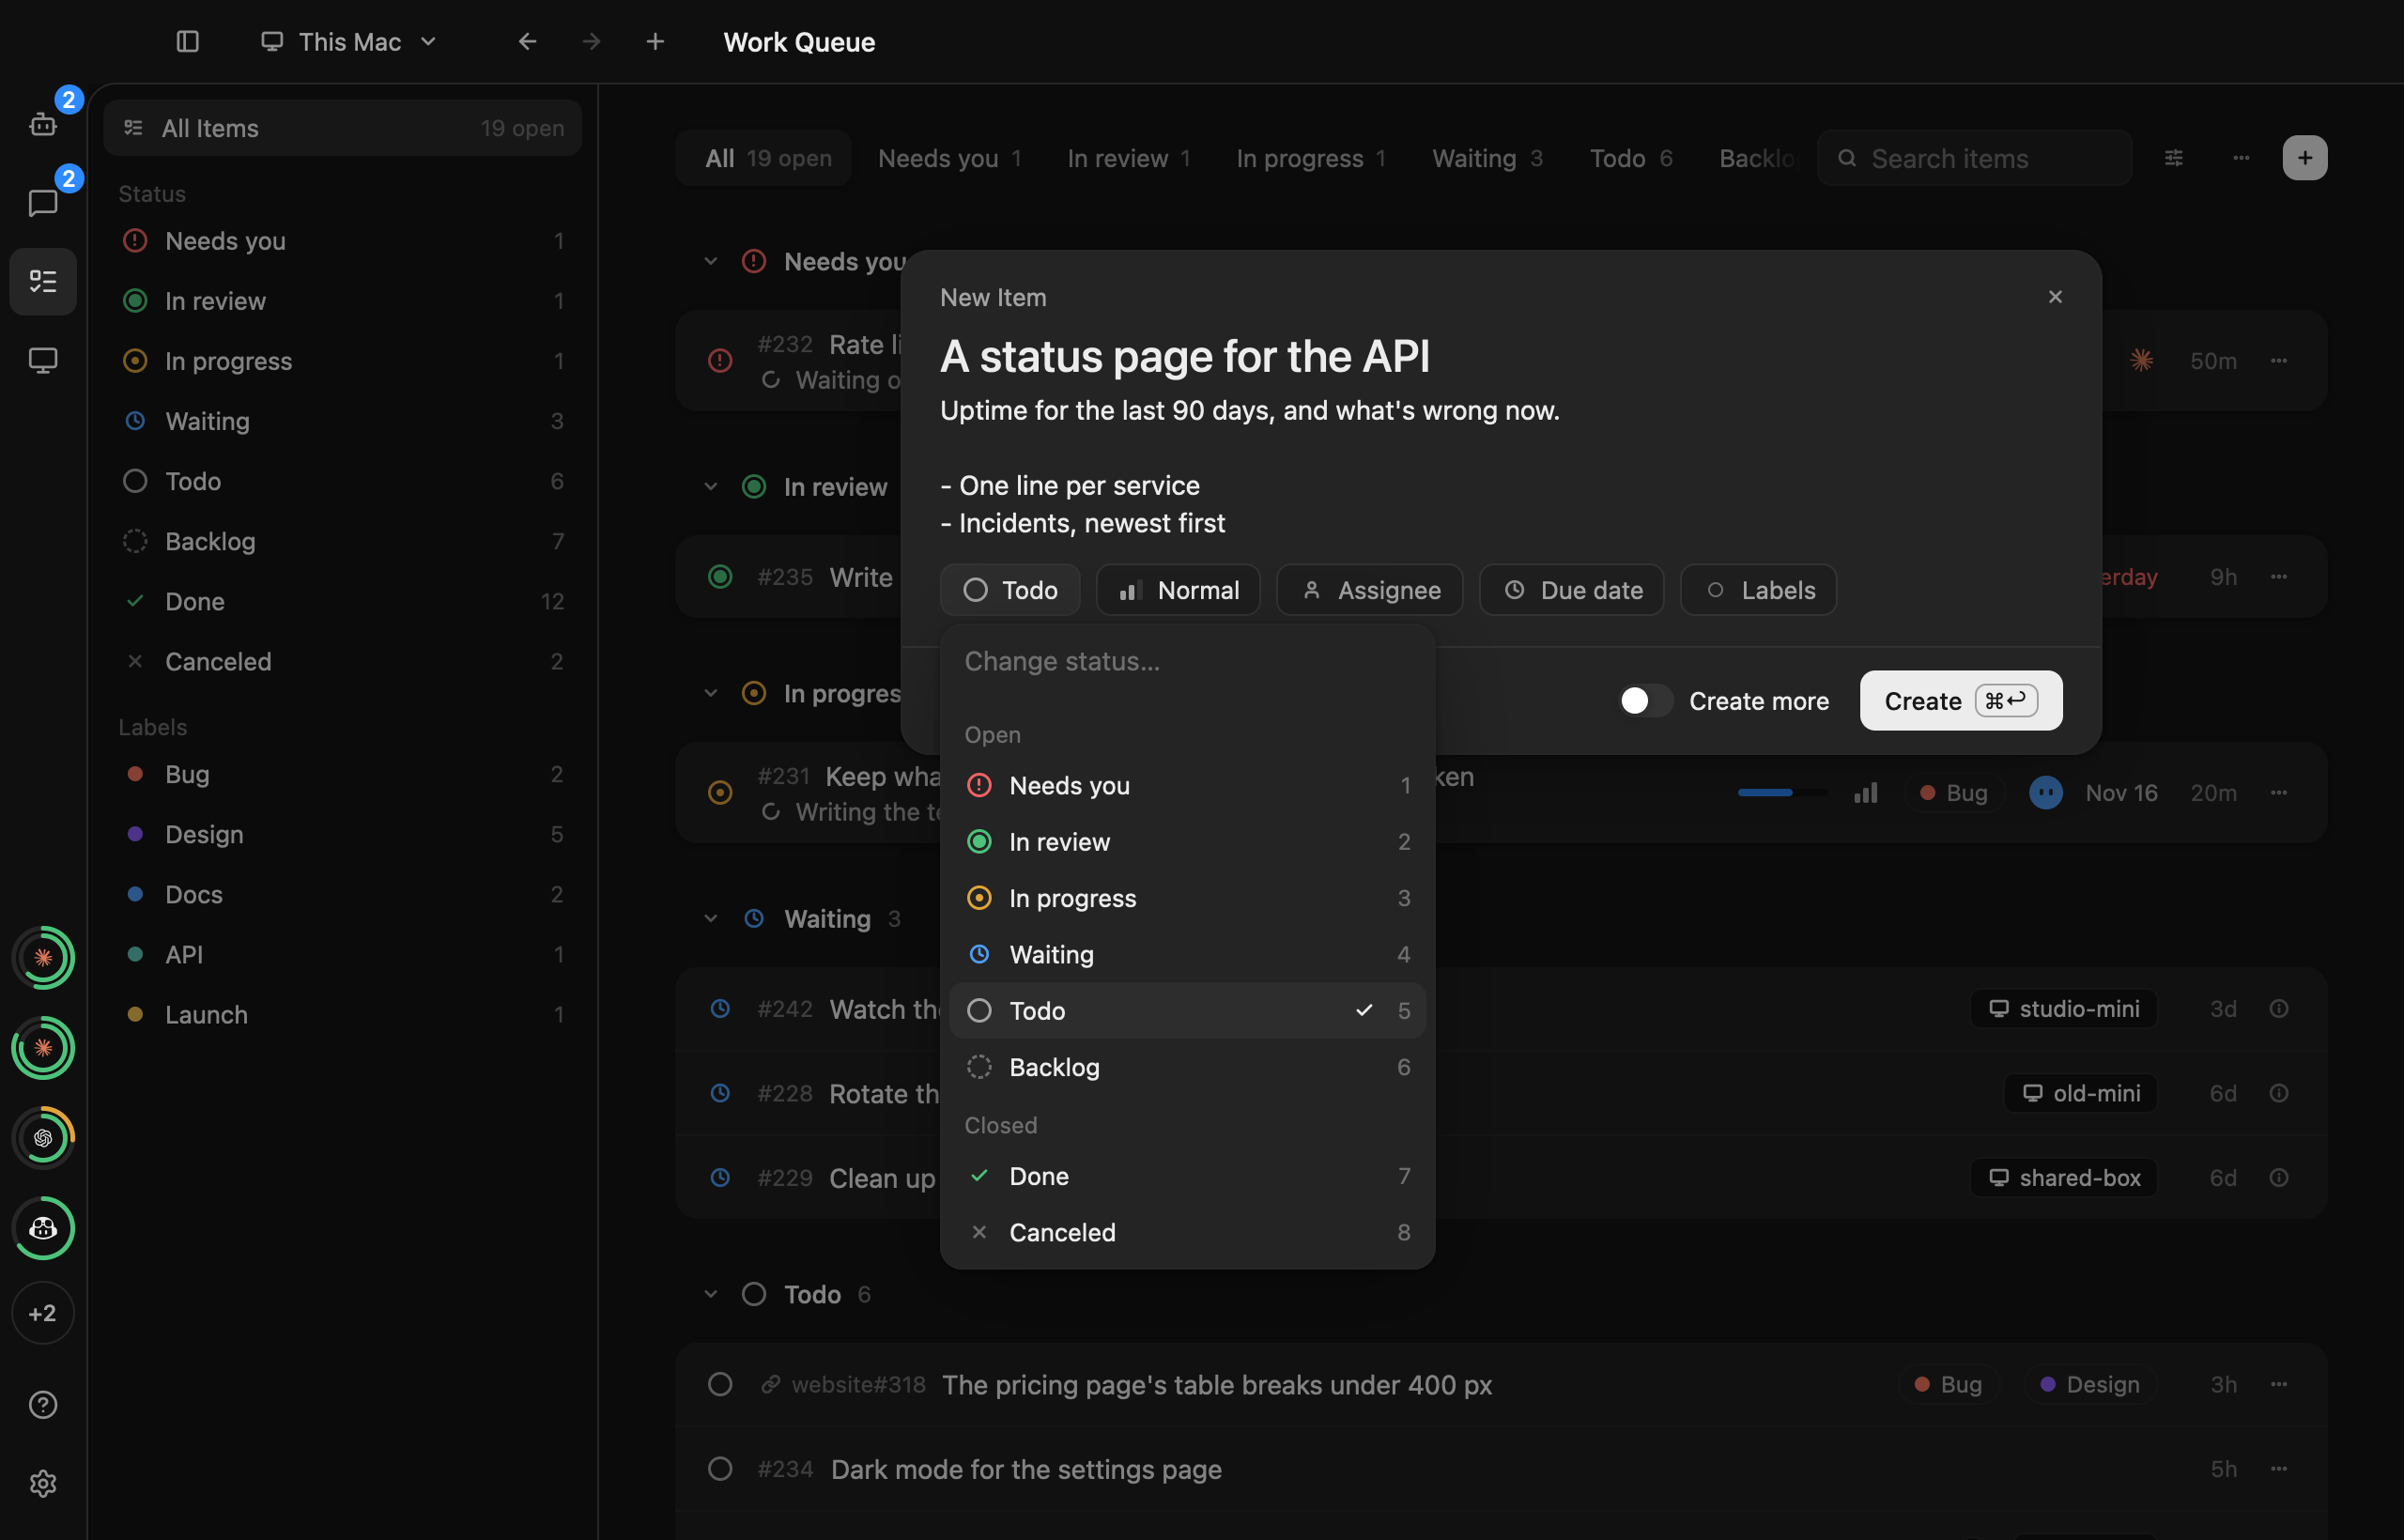 This Mac
Work Queue
2
2
All Items 19 open
Status
Needs you 1
In review 1
In progress 1
Waiting 3
Todo 6
Backlog 7
Done 12
Canceled 2
Labels
Bug 2
Design 5
Docs 2
API 1
Launch 1
+2
All 19 open Needs you 1 In review 1 In progress 1 Waiting 3 Todo 6 Backlo Search items
Needs you
#232 Rate li
Waiting o
50m
In review
#235 Write
erday 9h
In progres
#231 Keep wha ken
Writing the te
Bug Nov 16 20m
Waiting 3
#242 Watch the studio-mini 3d
#228 Rotate th old-mini 6d
#229 Clean up shared-box 6d
Todo 6
website#318 The pricing page's table breaks under 400 px Bug Design 3h
#234 Dark mode for the settings page 5h
New Item
A status page for the API
Uptime for the last 90 days, and what's wrong now.
- One line per service
- Incidents, newest first
Todo Normal Assignee Due date Labels
Create more Create ⌘↩
Change status...
Open
Needs you 1
In review 2
In progress 3
Waiting 4
Todo 5
Backlog 6
Closed
Done 7
Canceled 8